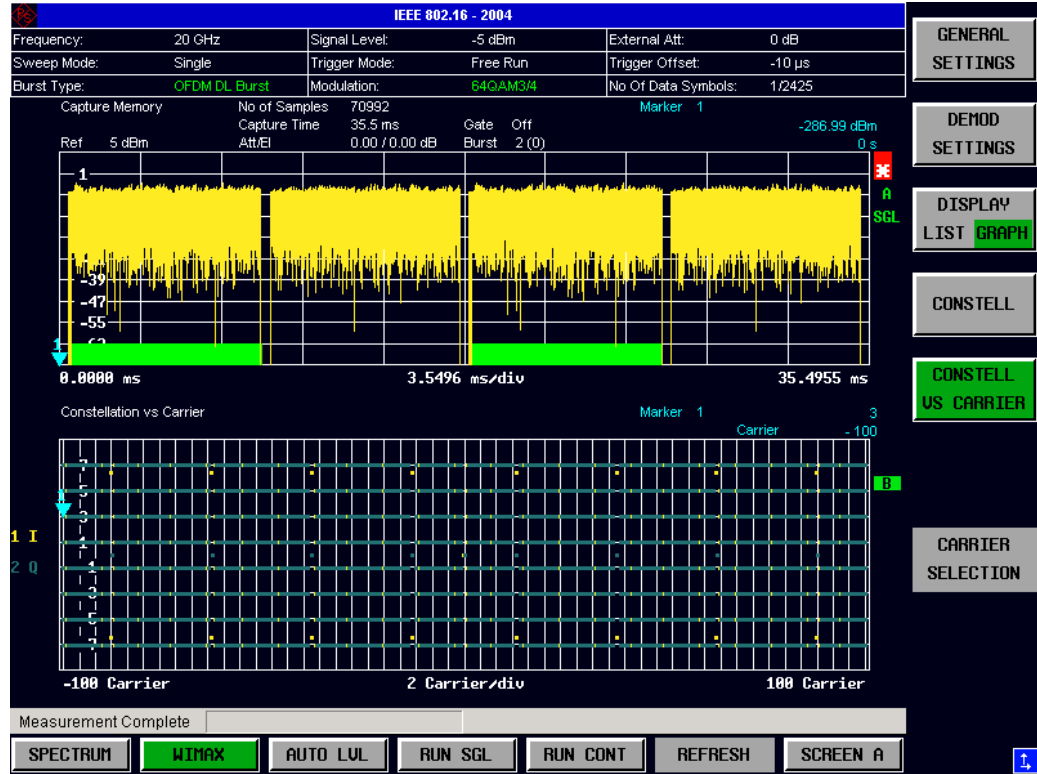 IEEE 802.16 - 2004
Frequency: 20 GHz Signal Level: -5 dBm External Att: 0 dB
Sweep Mode: Single Trigger Mode: Free Run Trigger Offset: -10 µs
Burst Type: OFDM DL Burst Modulation: 64QAM3/4 No Of Data Symbols: 1/2425
Capture Memory No of Samples 70992 Marker 1
Capture Time 35.5 ms Gate Off -286.99 dBm
Ref 5 dBm Att/El 0.00 / 0.00 dB Burst 2 (0) 0 s
1
A
SGL
-39
-47
-55
1
0.0000 ms 3.5496 ms/div 35.4955 ms
Constellation vs Carrier Marker 1 3
Carrier -100
B
1 I
2 Q
-100 Carrier 2 Carrier/div 100 Carrier
Measurement Complete
SPECTRUM WIMAX AUTO LVL RUN SGL RUN CONT REFRESH SCREEN A
GENERAL
SETTINGS
DEMOD
SETTINGS
DISPLAY
LIST GRAPH
CONSTELL
CONSTELL
VS CARRIER
CARRIER
SELECTION